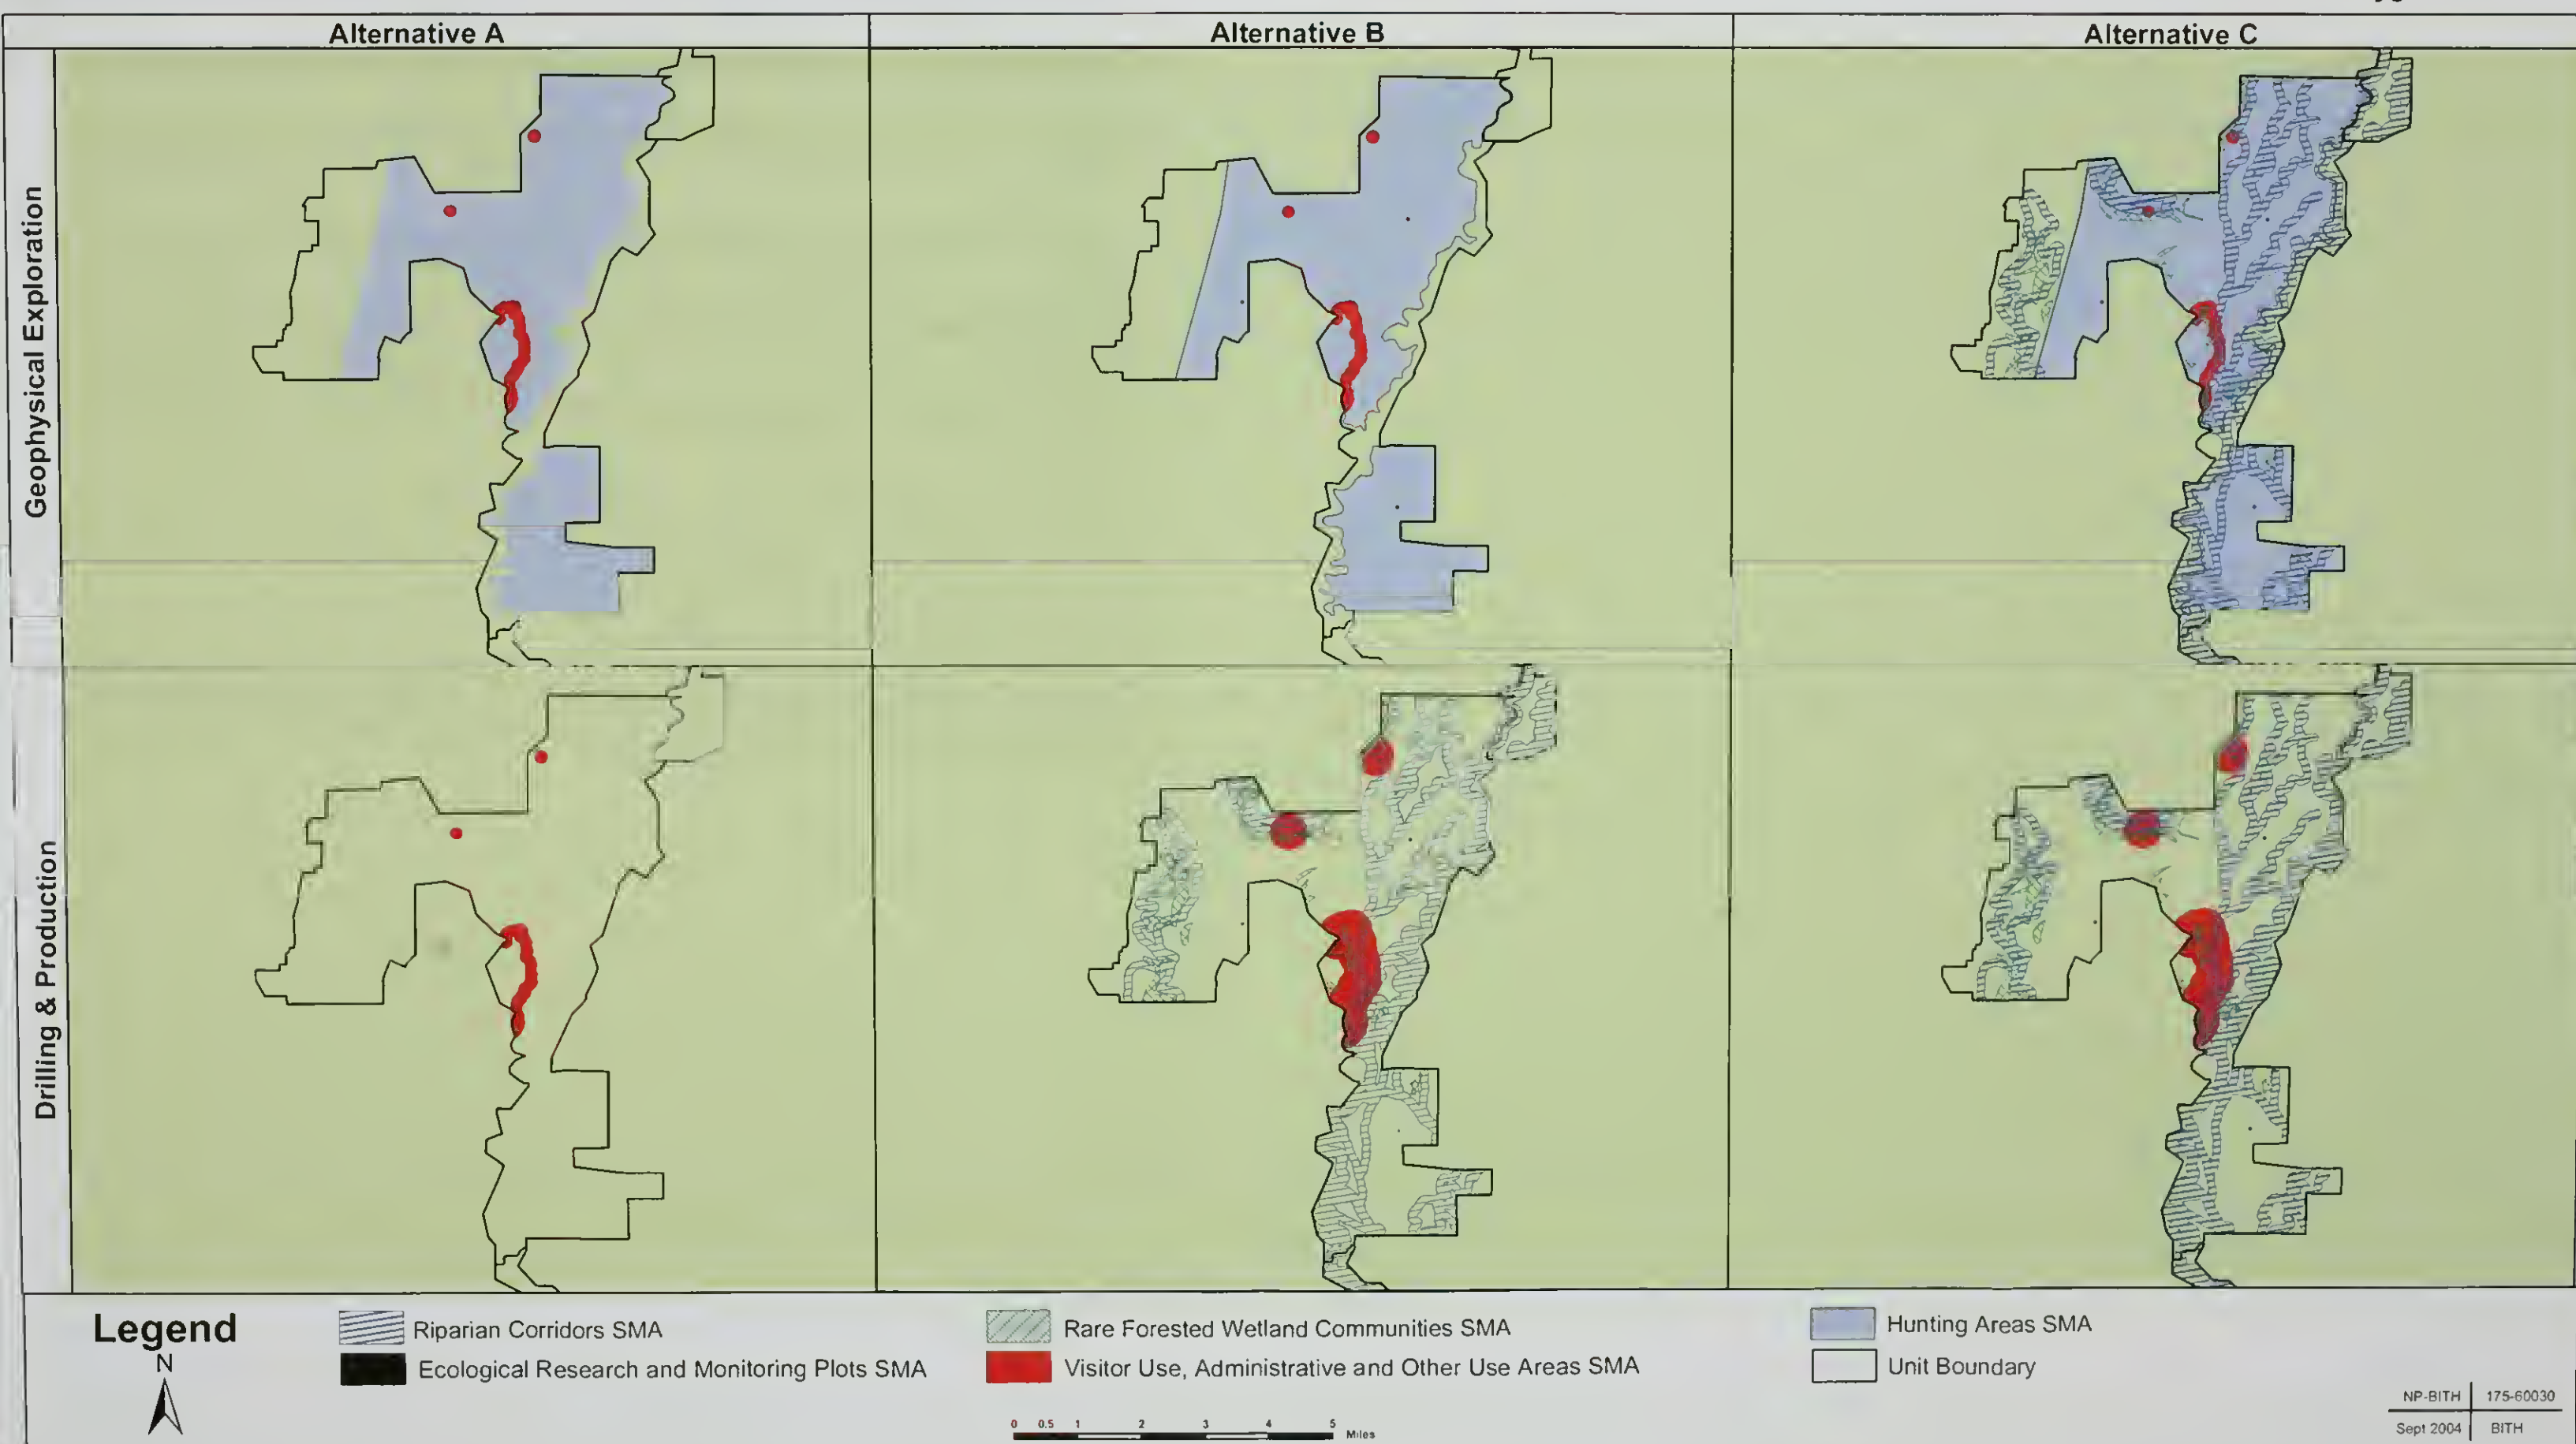 Alternative A
Alternative B
Alternative C
Geophysical Exploration
Drilling & Production
Legend
N
Riparian Corridors SMA
Ecological Research and Monitoring Plots SMA
Rare Forested Wetland Communities SMA
Visitor Use, Administrative and Other Use Areas SMA
Hunting Areas SMA
Unit Boundary
0 0.5 1 2 3 4 5
Miles
NP-BITH 175-60030
Sept 2004 BITH